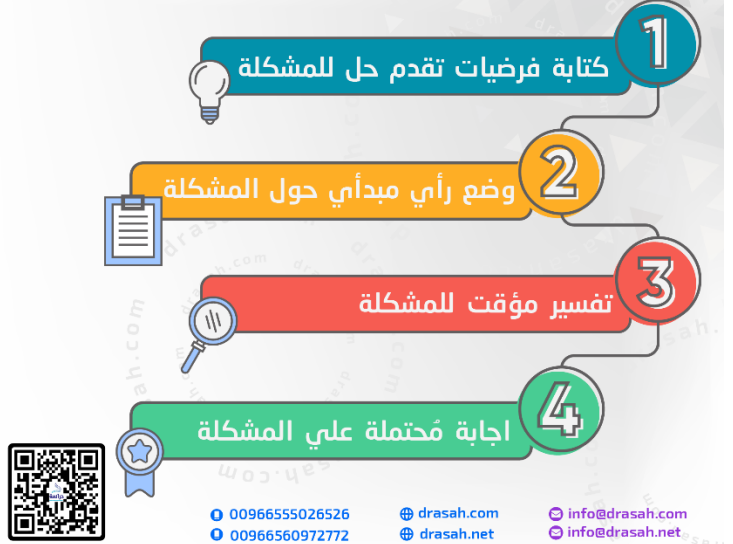 1
كتابة فرضيات تقدم حل للمشكلة
2
وضع رأي مبدأي حول المشكلة
3
تفسير مؤقت للمشكلة
4
اجابة مُحتملة علي المشكلة
00966555026526 drasah.com info@drasah.com
00966560972772 drasah.net info@drasah.net